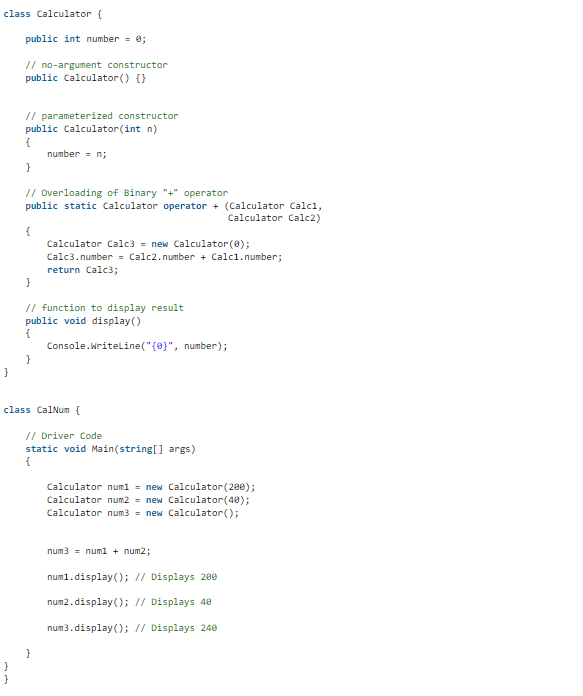 class Calculator {
public int number = 0;
// no-argument constructor
public Calculator() {}
// parameterized constructor
public Calculator(int n)
{
number = n;
}
// Overloading of Binary "+" operator
public static Calculator operator + (Calculator Calc1,
Calculator Calc2)
{
Calculator Calc3 = new Calculator(0);
Calc3.number = Calc2.number + Calc1.number;
return Calc3;
}
// function to display result
public void display()
{
Console.WriteLine("{0}", number);
}
}
class CalNum {
// Driver Code
static void Main(string[] args)
{
Calculator num1 = new Calculator(200);
Calculator num2 = new Calculator(40);
Calculator num3 = new Calculator();
num3 = num1 + num2;
num1.display(); // Displays 200
num2.display(); // Displays 40
num3.display(); // Displays 240
}
}
}